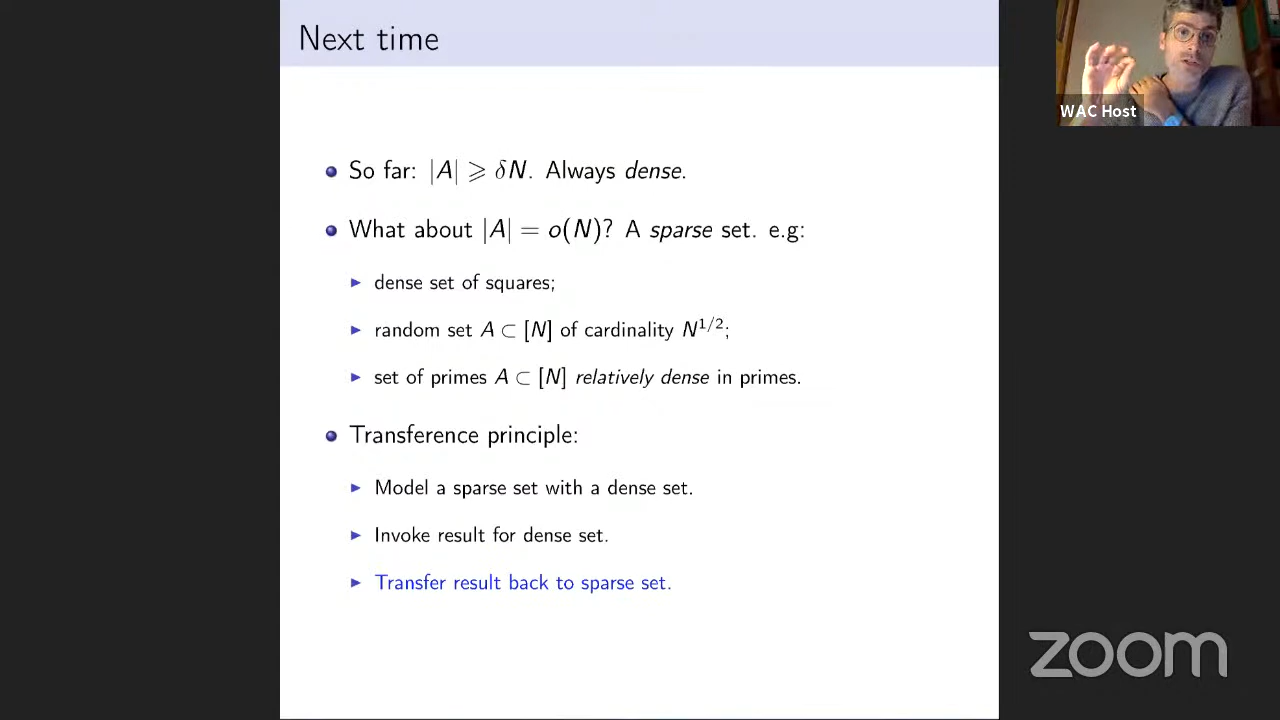 Next time
WAC Host
So far: |A| ⩾ δN. Always dense.
What about |A| = o(N)? A sparse set. e.g:
dense set of squares;
random set A ⊂ [N] of cardinality N^{1/2};
set of primes A ⊂ [N] relatively dense in primes.
Transference principle:
Model a sparse set with a dense set.
Invoke result for dense set.
Transfer result back to sparse set.
zoom